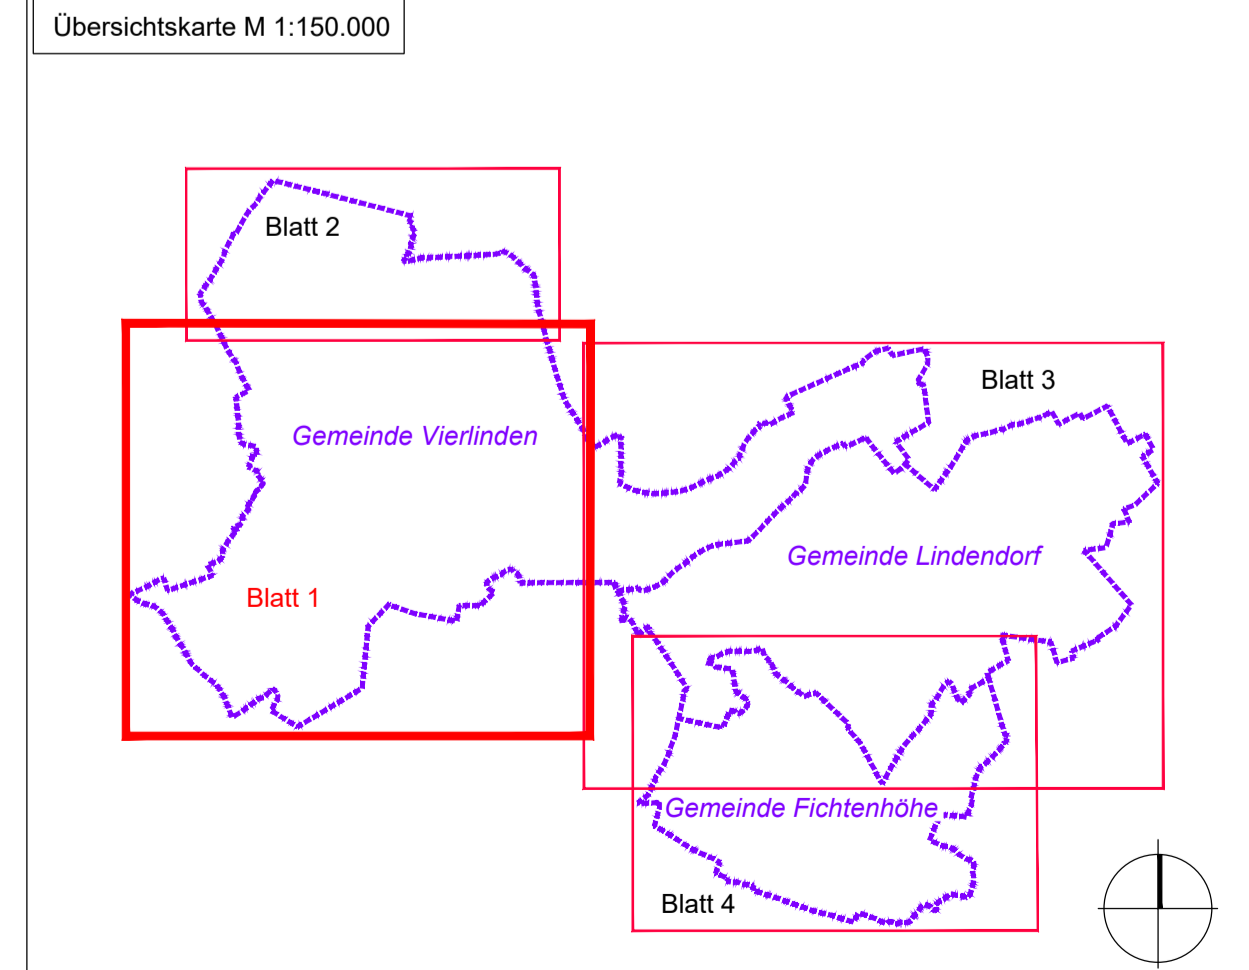 Übersichtskarte M 1:150.000
Blatt 2
Blatt 3
Gemeinde Vierlinden
Gemeinde Lindendorf
Blatt 1
Gemeinde Fichtenhöhe
Blatt 4